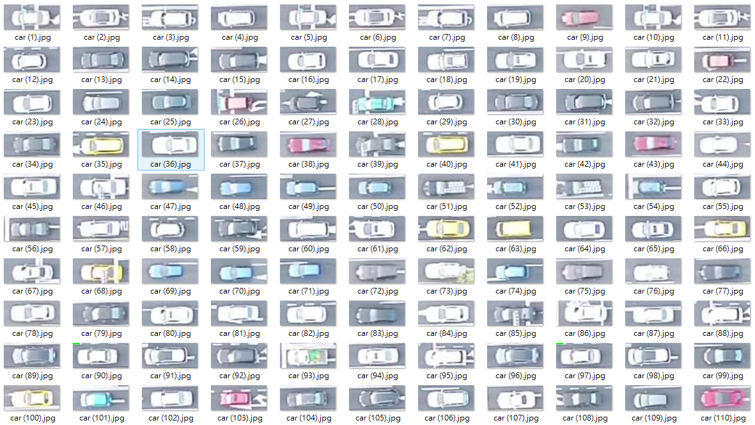 car (1).jpg car (2).jpg car (3).jpg car (4).jpg car (5).jpg car (6).jpg car (7).jpg car (8).jpg car (9).jpg car (10).jpg car (11).jpg
car (12).jpg car (13).jpg car (14).jpg car (15).jpg car (16).jpg car (17).jpg car (18).jpg car (19).jpg car (20).jpg car (21).jpg car (22).jpg
car (23).jpg car (24).jpg car (25).jpg car (26).jpg car (27).jpg car (28).jpg car (29).jpg car (30).jpg car (31).jpg car (32).jpg car (33).jpg
car (34).jpg car (35).jpg car (36).jpg car (37).jpg car (38).jpg car (39).jpg car (40).jpg car (41).jpg car (42).jpg car (43).jpg car (44).jpg
car (45).jpg car (46).jpg car (47).jpg car (48).jpg car (49).jpg car (50).jpg car (51).jpg car (52).jpg car (53).jpg car (54).jpg car (55).jpg
car (56).jpg car (57).jpg car (58).jpg car (59).jpg car (60).jpg car (61).jpg car (62).jpg car (63).jpg car (64).jpg car (65).jpg car (66).jpg
car (67).jpg car (68).jpg car (69).jpg car (70).jpg car (71).jpg car (72).jpg car (73).jpg car (74).jpg car (75).jpg car (76).jpg car (77).jpg
car (78).jpg car (79).jpg car (80).jpg car (81).jpg car (82).jpg car (83).jpg car (84).jpg car (85).jpg car (86).jpg car (87).jpg car (88).jpg
car (89).jpg car (90).jpg car (91).jpg car (92).jpg car (93).jpg car (94).jpg car (95).jpg car (96).jpg car (97).jpg car (98).jpg car (99).jpg
car (100).jpg car (101).jpg car (102).jpg car (103).jpg car (104).jpg car (105).jpg car (106).jpg car (107).jpg car (108).jpg car (109).jpg car (110).jpg